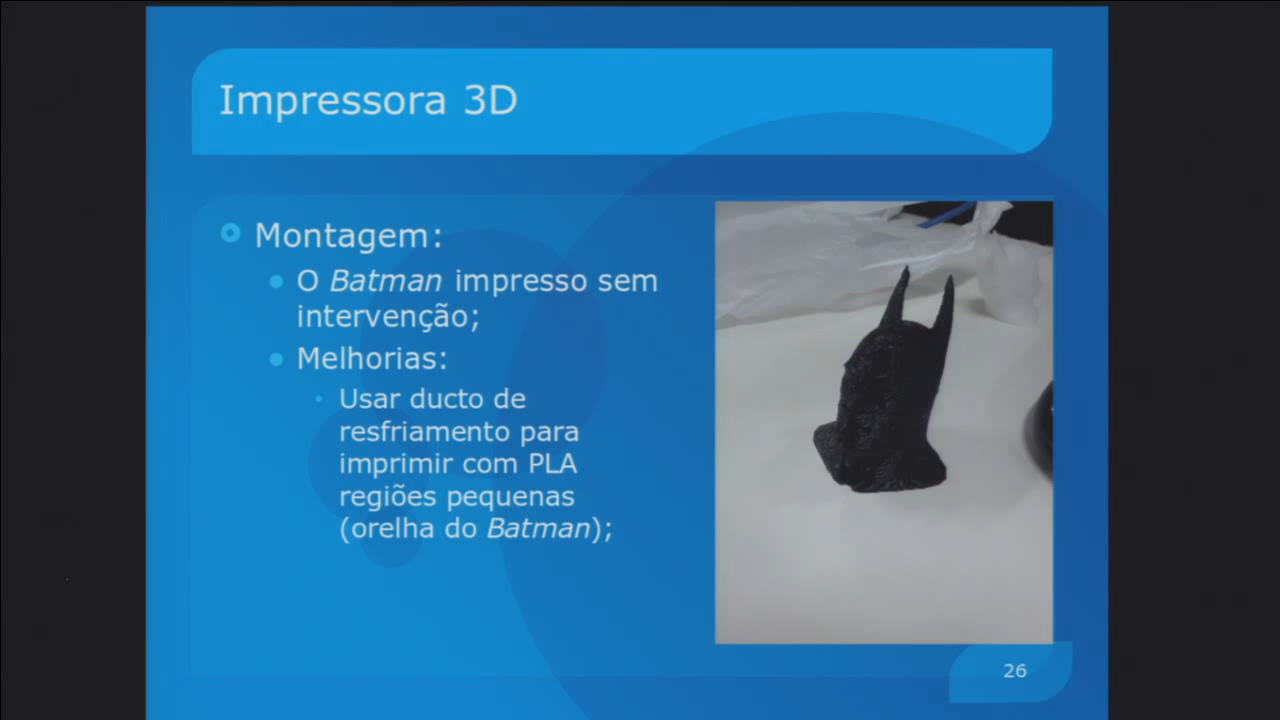 Impressora 3D
Montagem:
O Batman impresso sem
intervenção;
Melhorias:
Usar ducto de
resfriamento para
imprimir com PLA
regiões pequenas
(orelha do Batman);
26